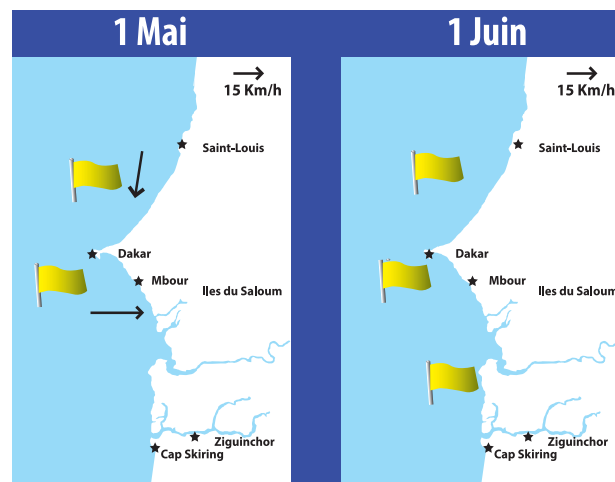 1 Mai
15 Km/h
Saint-Louis
Dakar
Mbour
Iles du Saloum
Ziguinchor
Cap Skiring
1 Juin
15 Km/h
Saint-Louis
Dakar
Mbour
Iles du Saloum
Ziguinchor
Cap Skiring